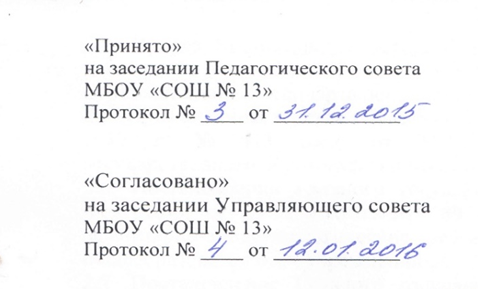 «Принято»
на заседании Педагогического совета
МБОУ «СОШ № 13»
Протокол № 3 от 31.12.2015
«Согласовано»
на заседании Управляющего совета
МБОУ «СОШ № 13»
Протокол № 4 от 12.01.2016